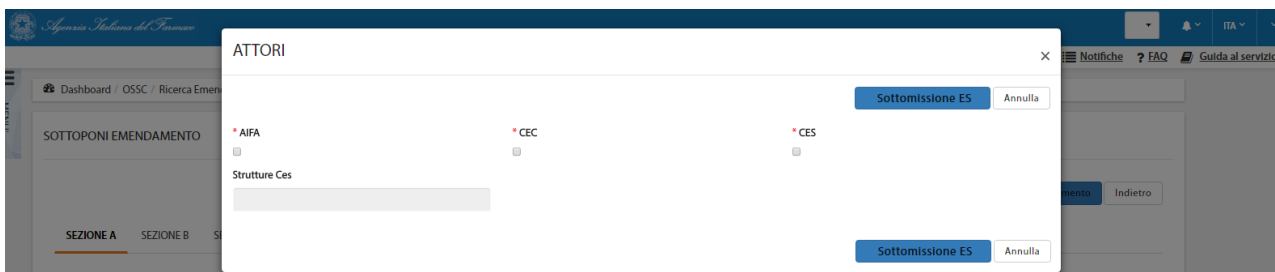 Agenzia Italiana del Farmaco
ITA
ATTORI
×
Notifiche ? FAQ Guida al servizio
Dashboard / OSSC / Ricerca Emen
Sottomissione ES Annulla
SOTTOPONI EMENDAMENTO
* AIFA * CEC * CES
Strutture Ces
mento Indietro
SEZIONE A SEZIONE B
Sottomissione ES Annulla